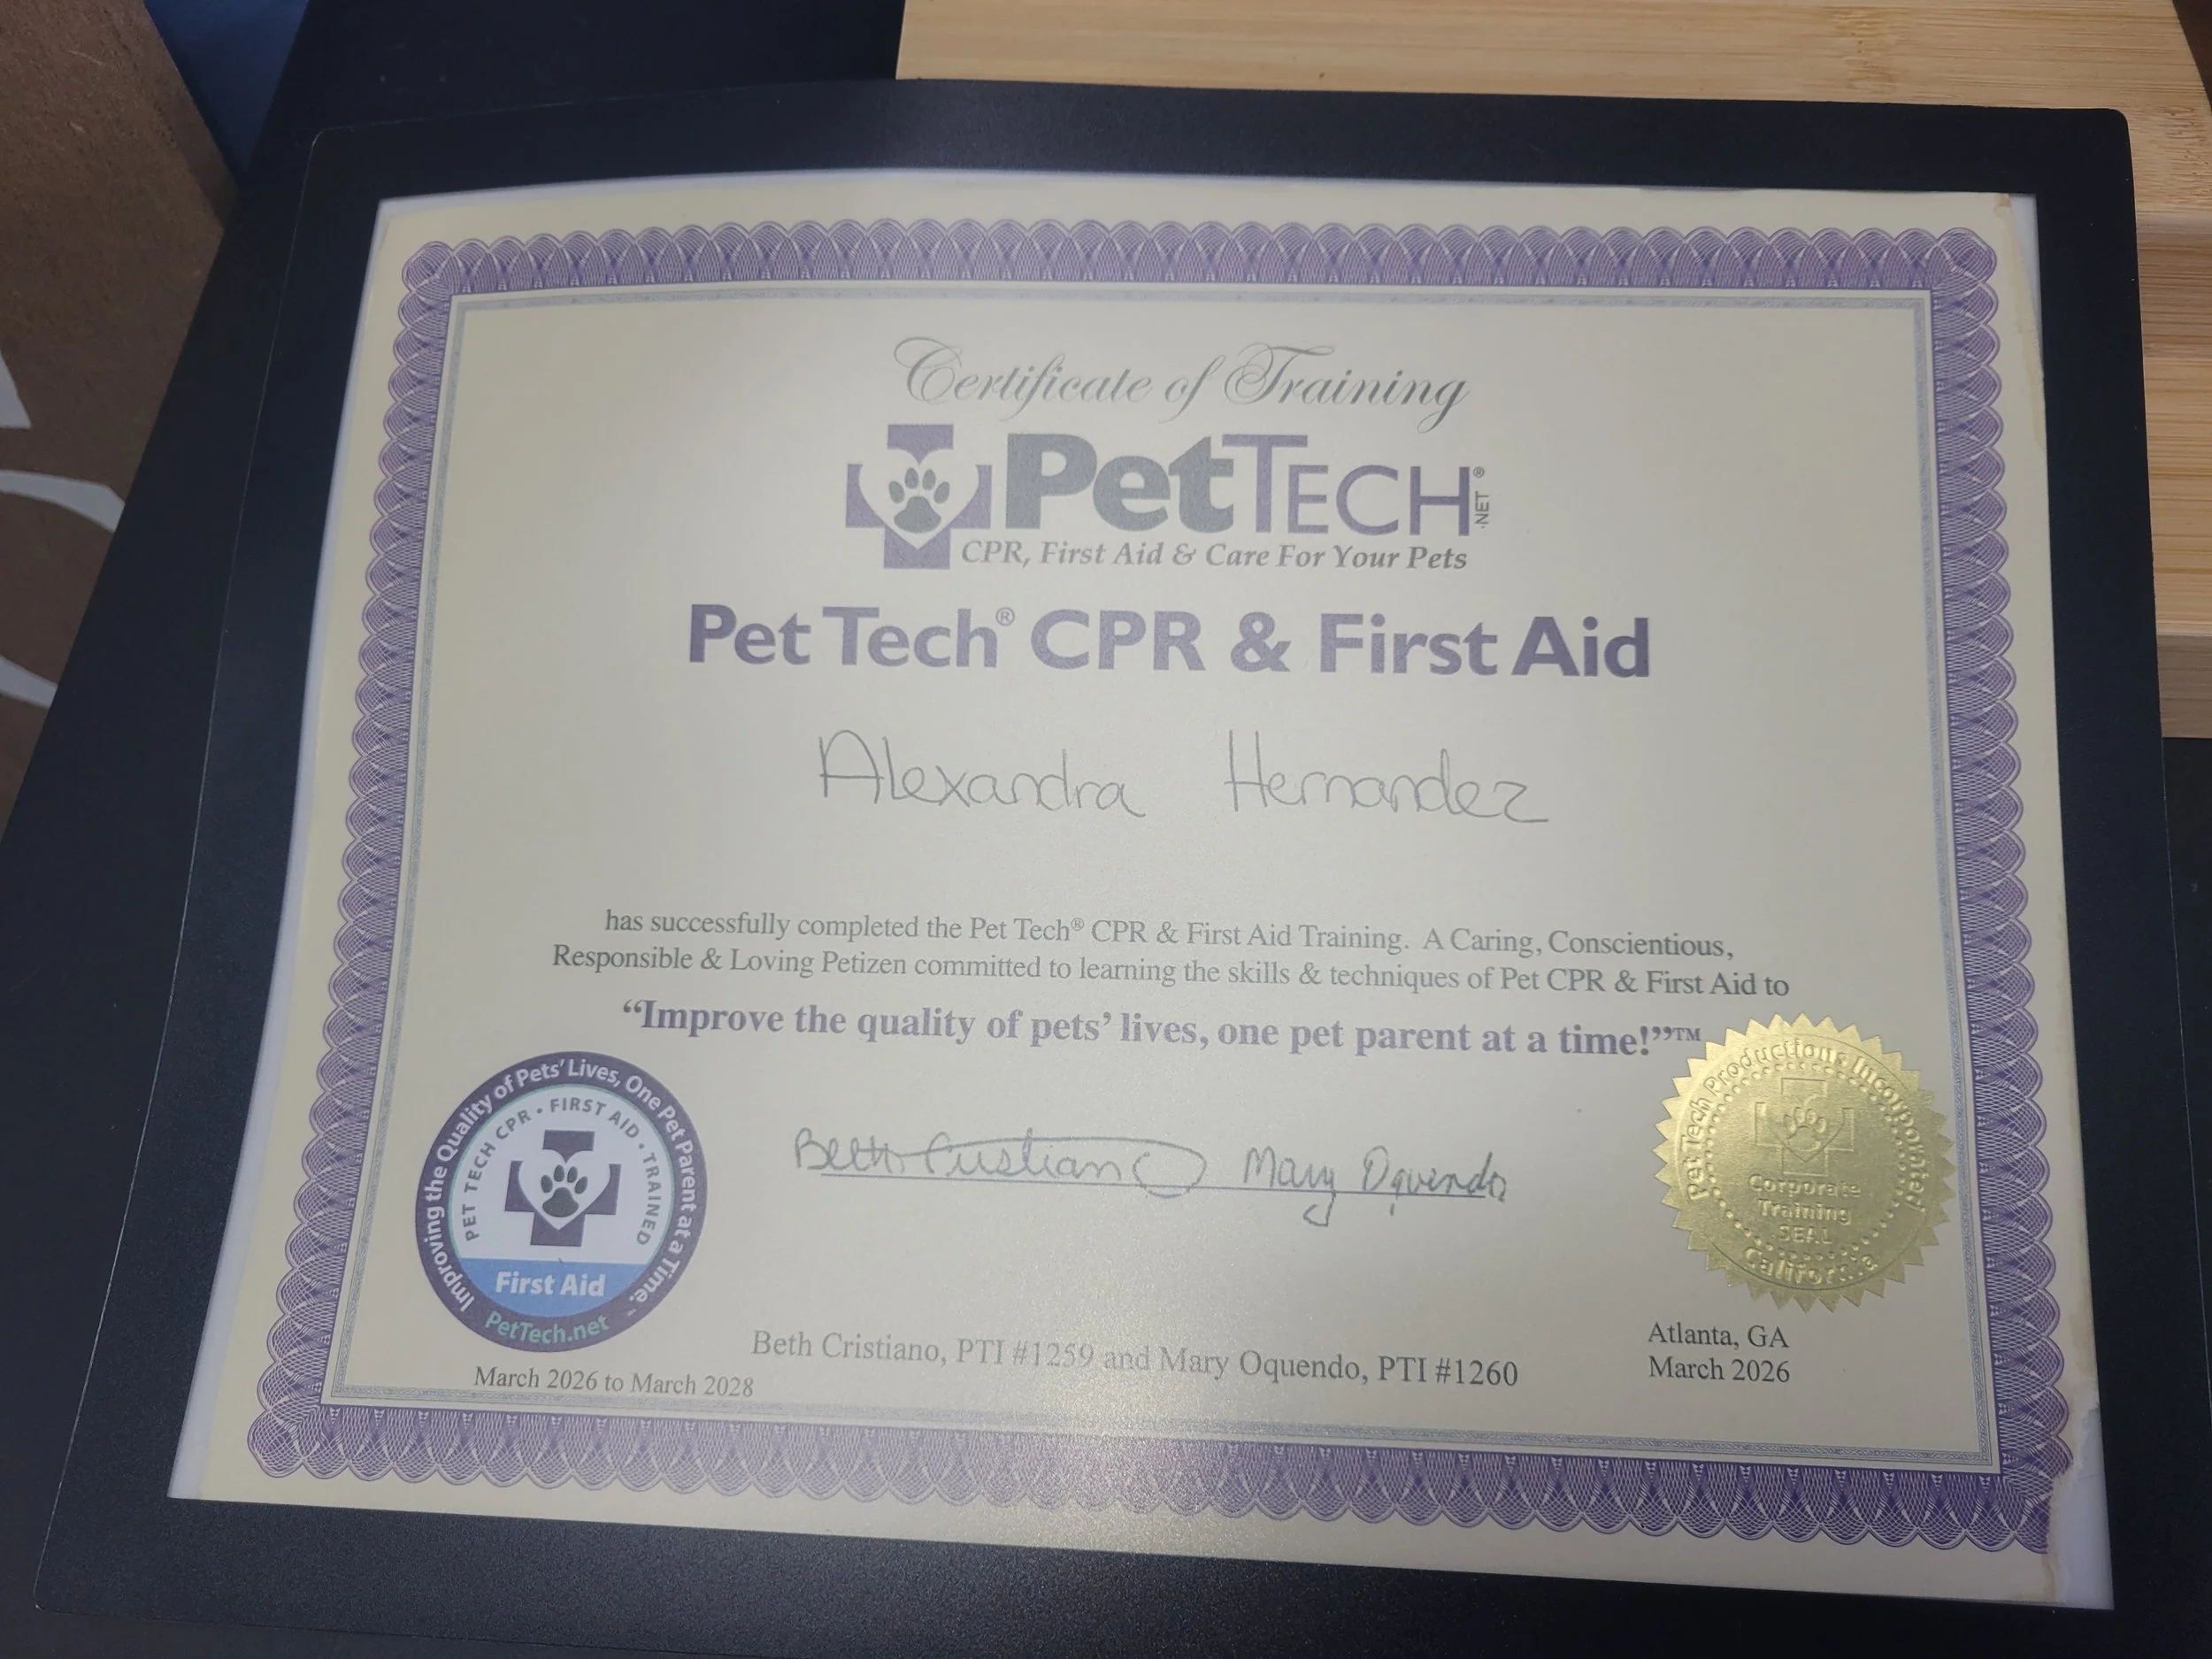 Certificate of Training
PetTECH.NET®
CPR, First Aid & Care For Your Pets
Pet Tech® CPR & First Aid
Alexandra Hernandez
has successfully completed the Pet Tech® CPR & First Aid Training. A Caring, Conscientious,
Responsible & Loving Petizen committed to learning the skills & techniques of Pet CPR & First Aid to
“Improve the quality of pets’ lives, one pet parent at a time!”™
Improving the Quality of Pets’ Lives, One Pet Parent at a Time.™
PET TECH CPR • FIRST AID • TRAINED
First Aid
PetTech.net
Beth Cristiano Mary Oquendo
Pet Tech Productions Incorporated
Corporate
Training
SEAL
California
Beth Cristiano, PTI #1259 and Mary Oquendo, PTI #1260
Atlanta, GA
March 2026
March 2026 to March 2028